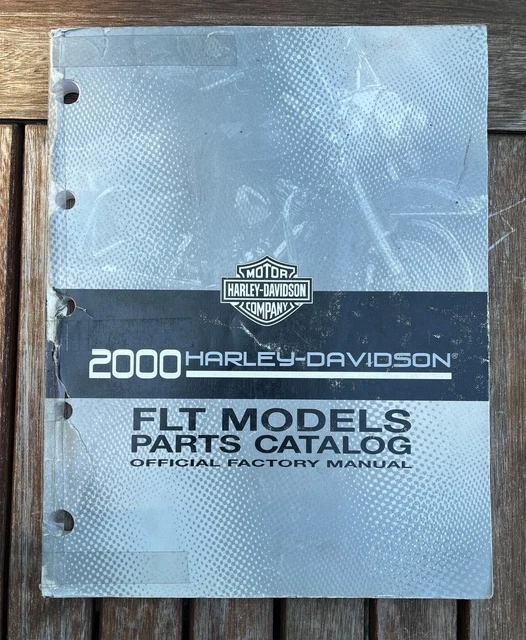 MOTOR
HARLEY-DAVIDSON
COMPANY
2000 HARLEY-DAVIDSON®
FLT MODELS
PARTS CATALOG
OFFICIAL FACTORY MANUAL